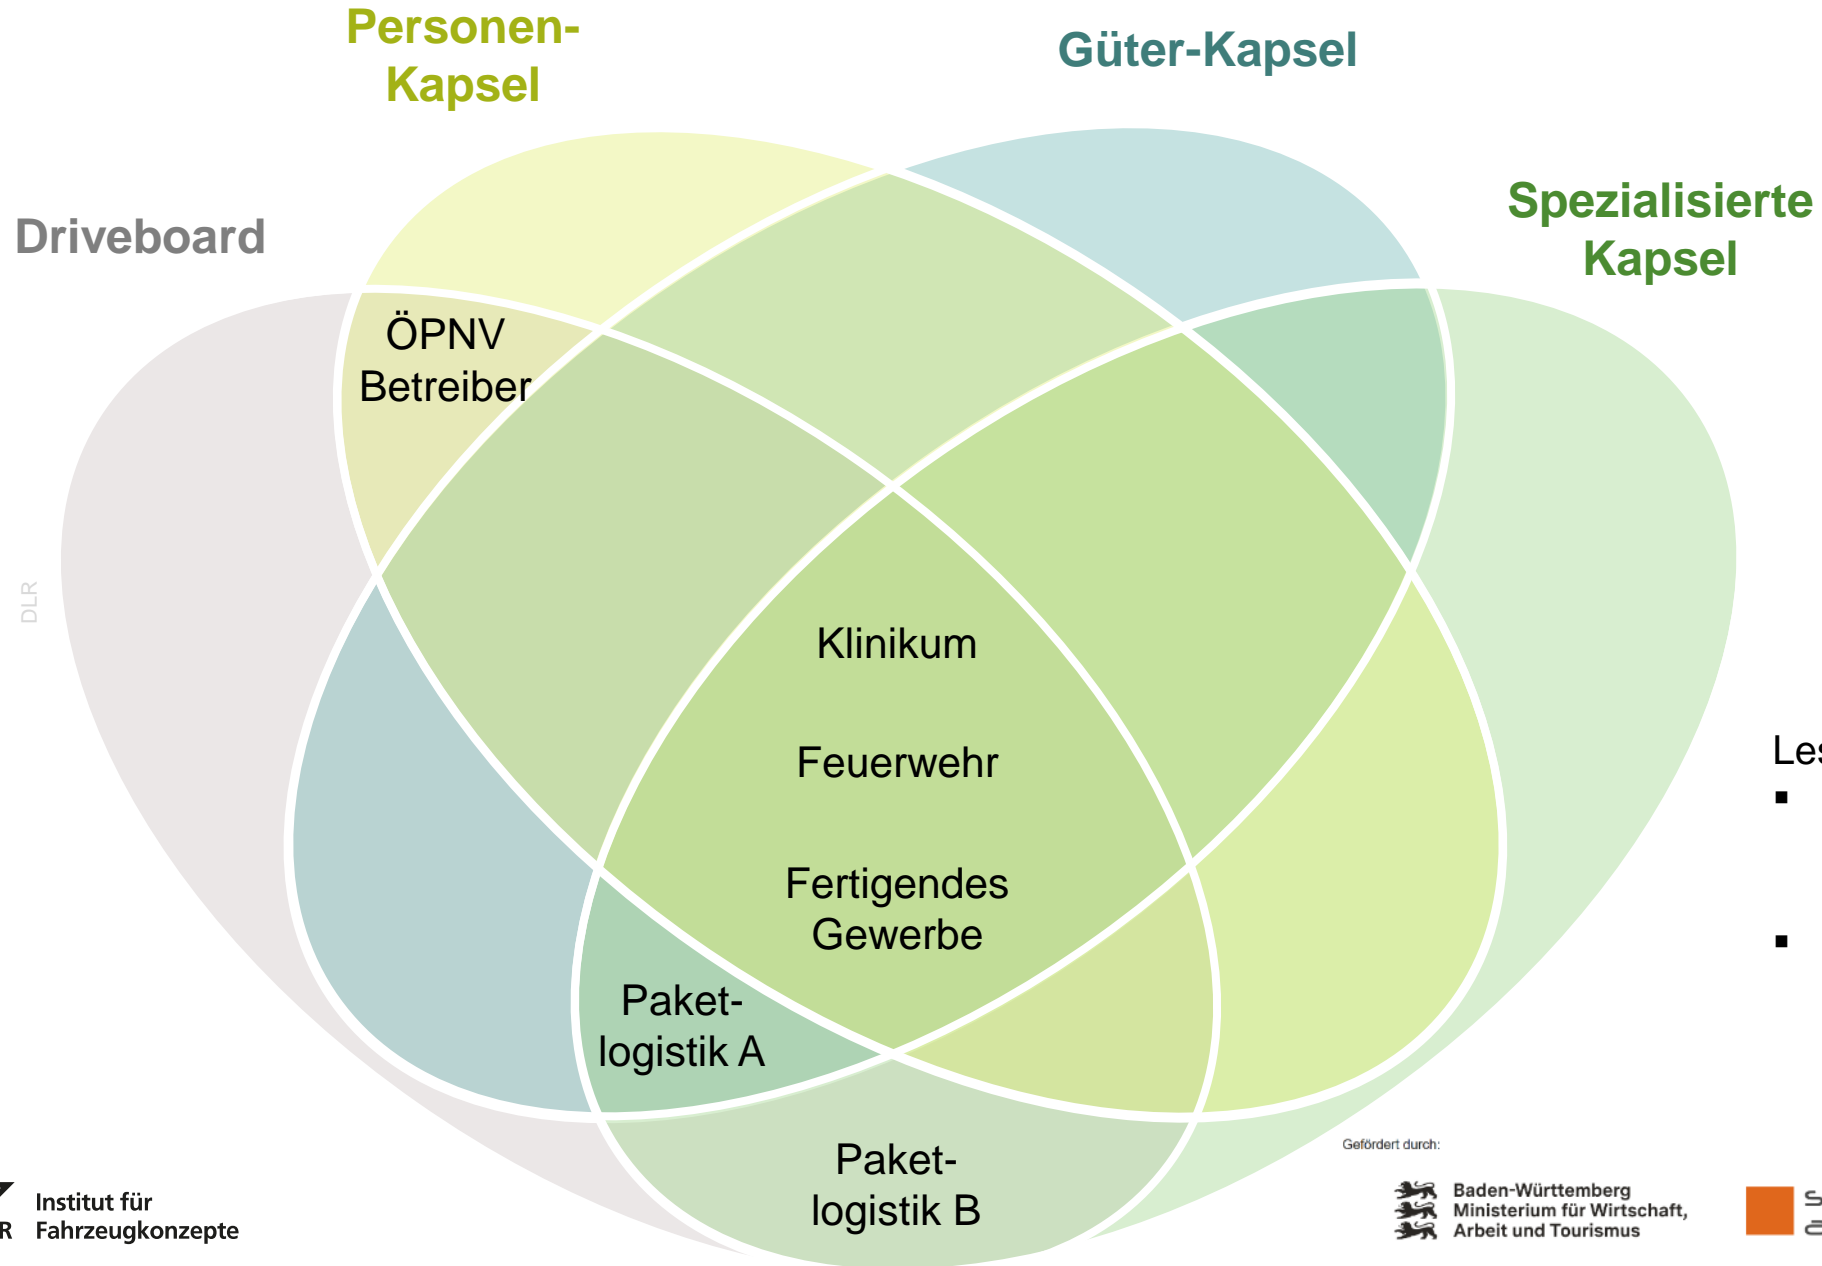 Personen-
Kapsel
Güter-Kapsel
Spezialisierte
Kapsel
Driveboard
ÖPNV
Betreiber
DLR
Klinikum
Feuerwehr
Fertigendes
Gewerbe
Paket-
logistik A
Paket-
logistik B
Gefördert durch:
Institut für
Fahrzeugkonzepte
Baden-Württemberg
Ministerium für Wirtschaft,
Arbeit und Tourismus